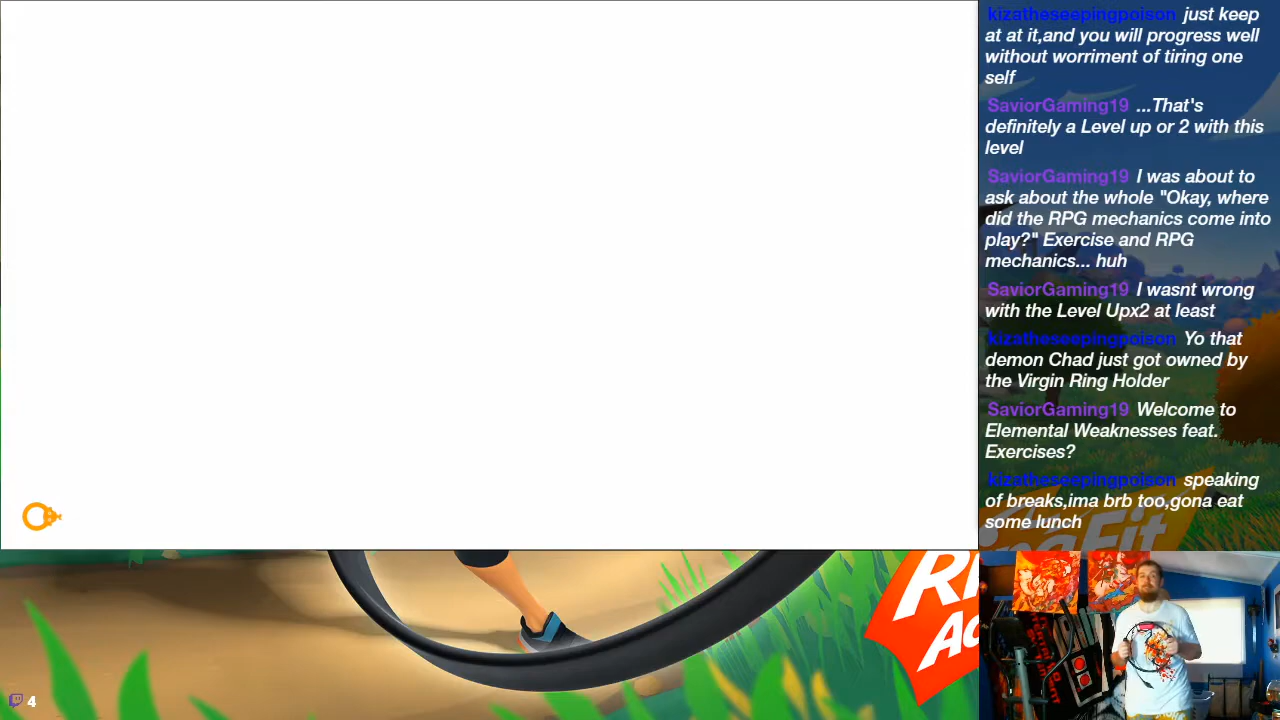 kizatheseepingpoison just keep
at at it,and you will progress well
without worriment of tiring one
self
SaviorGaming19 ...That's
definitely a Level up or 2 with this
level
SaviorGaming19 I was about to
ask about the whole "Okay, where
did the RPG mechanics come into
play?" Exercise and RPG
mechanics... huh
SaviorGaming19 I wasnt wrong
with the Level Upx2 at least
kizatheseepingpoison Yo that
demon Chad just got owned by
the Virgin Ring Holder
SaviorGaming19 Welcome to
Elemental Weaknesses feat.
Exercises?
kizatheseepingpoison speaking
of breaks,ima brb too,gona eat
some lunch
4